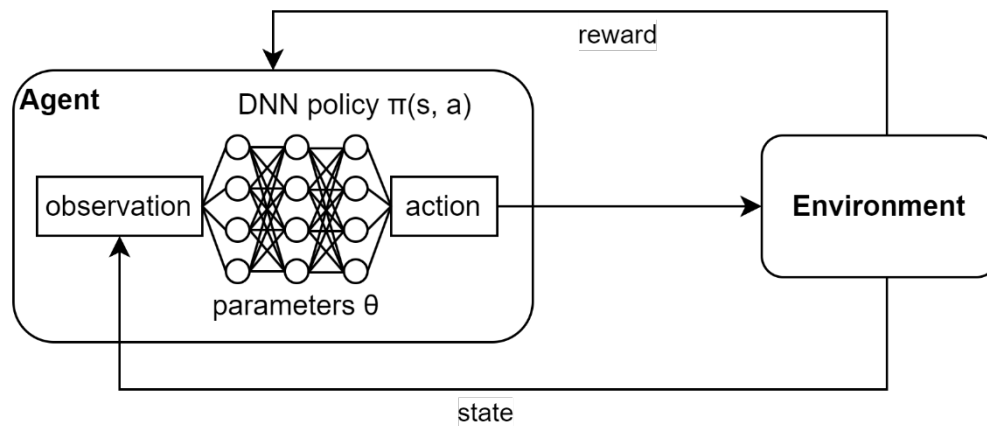 reward
Agent
DNN policy π(s, a)
observation
action
Environment
parameters θ
state